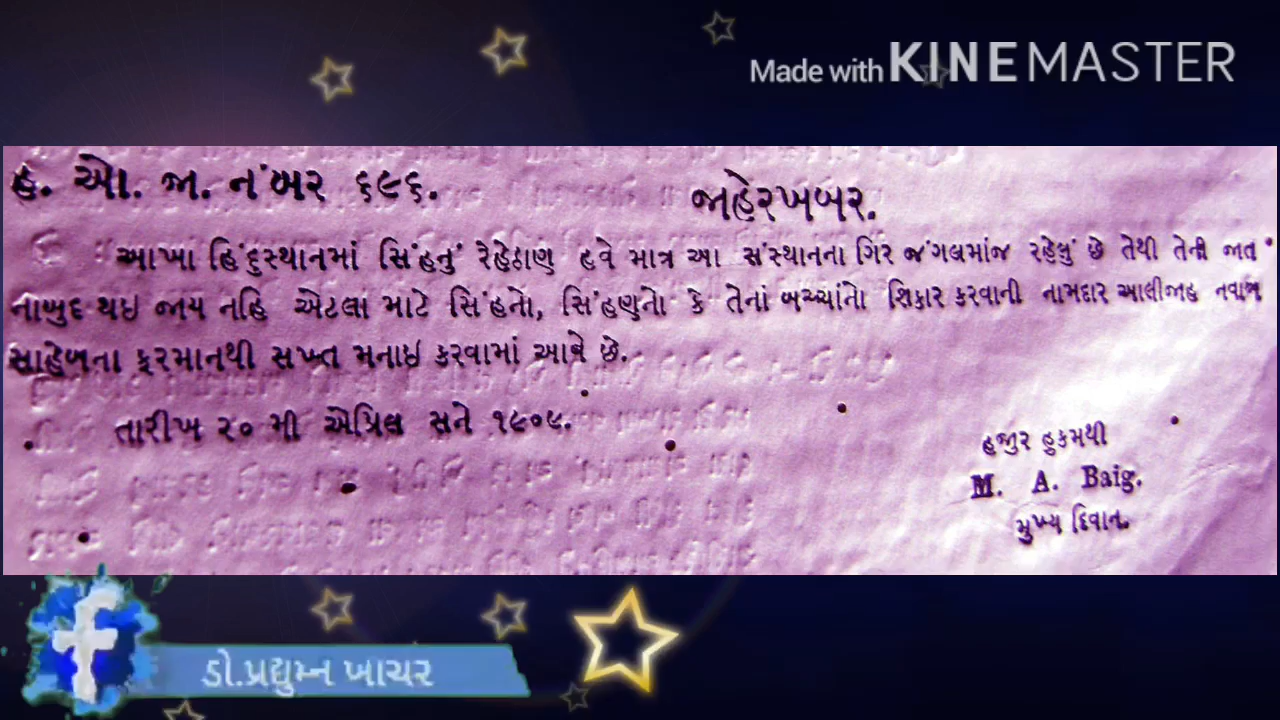 Made with KINEMASTER
હ. ઓ. જા. નંબર ૬૯૬.
જાહેરખબર.
આખા હિંદુસ્થાનમાં સિંહનું રેહેઠાણ હવે માત્ર આ સંસ્થાનના ગિર જંગલમાંજ રહેલું છે તેથી તેની જાત
નાબુદ થઇ જાય નહિ એટલા માટે સિંહનો, સિંહણનો કે તેનાં બચ્ચાંનો શિકાર કરવાની નામદાર આલીજાહ નવાબ
સાહેબના ફરમાનથી સખ્ત મનાઇ કરવામાં આવે છે.
તારીખ ૨૦ મી એપ્રિલ સને ૧૯૦૯.
હજુર હુકમથી
M. A. Baig.
મુખ્ય દિવાન.
ડો.પ્રદ્યુમ્ન ખાચર